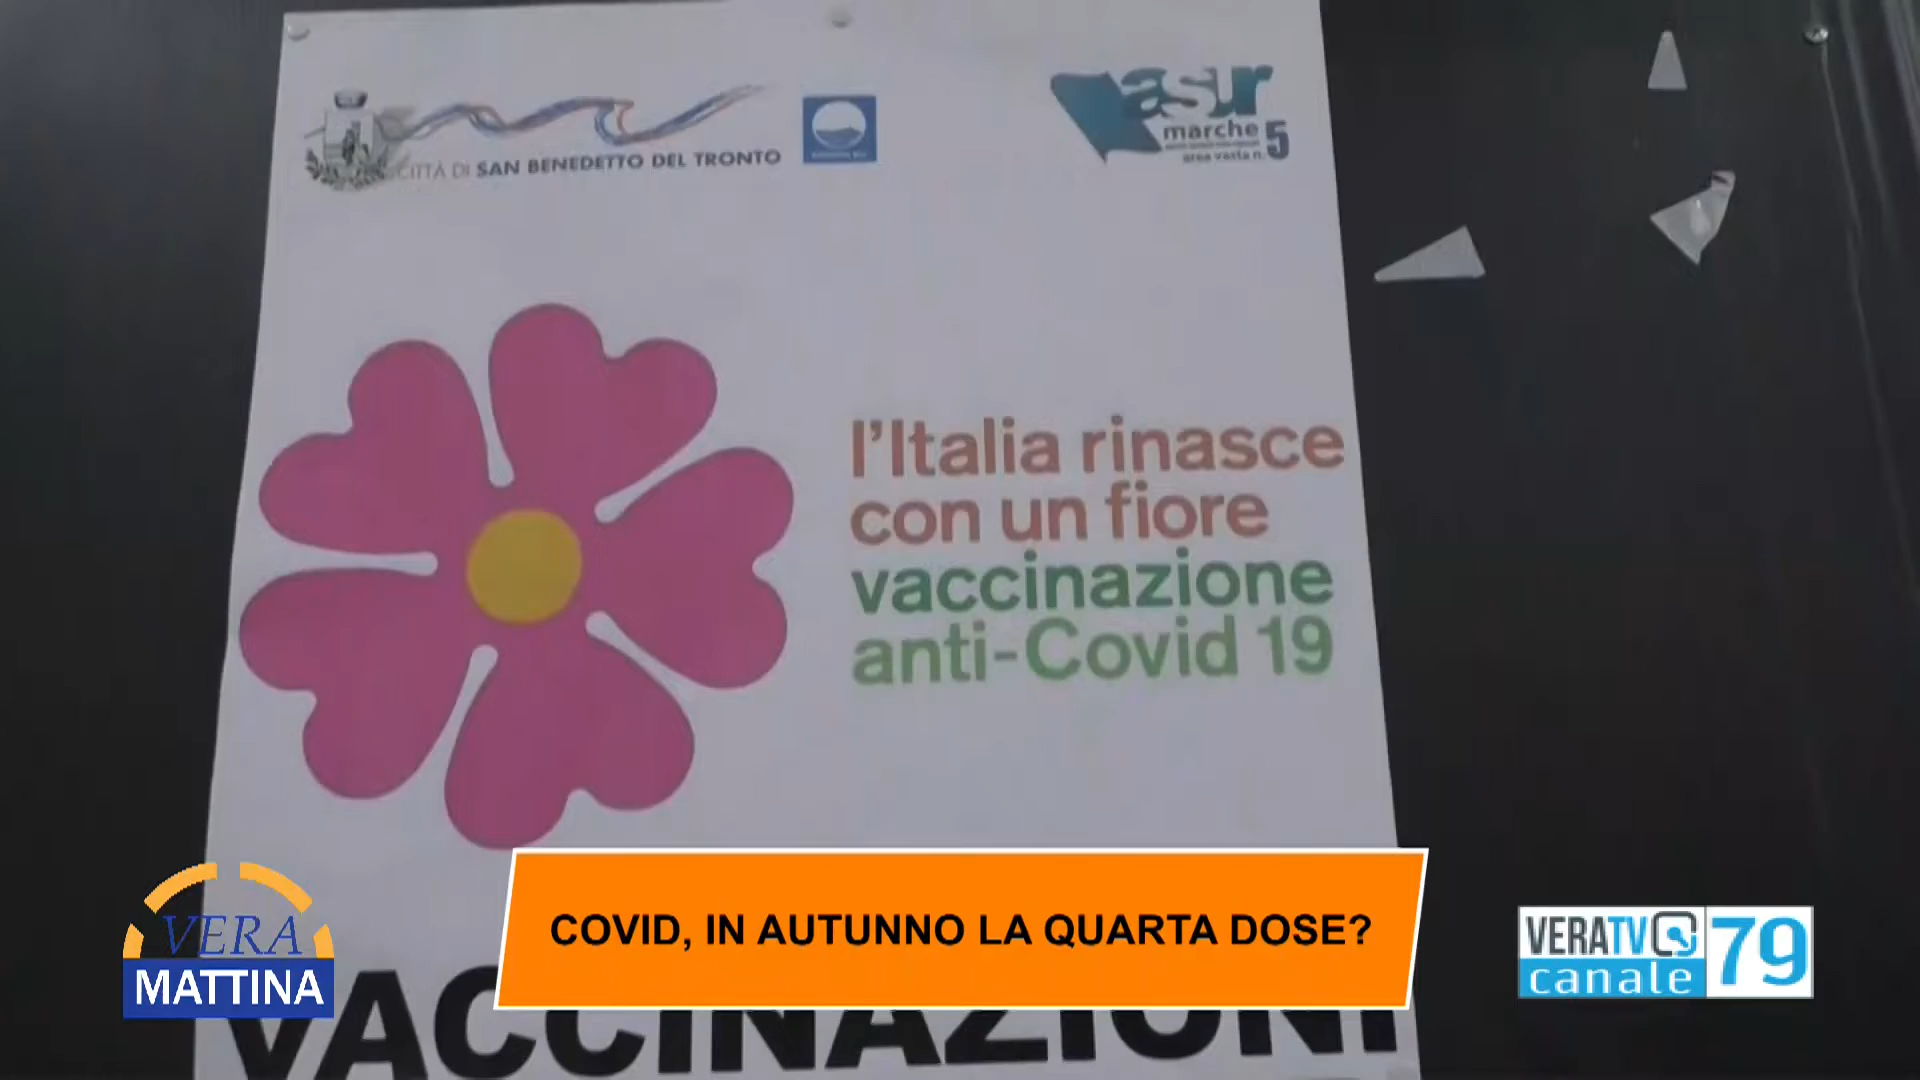 CITTÀ DI SAN BENEDETTO DEL TRONTO
asur
marche 5
area vasta n.
l'Italia rinasce
con un fiore
vaccinazione
anti-Covid 19
VACCINAZIONI
COVID, IN AUTUNNO LA QUARTA DOSE?
VERA
MATTINA
VERATV
canale 79